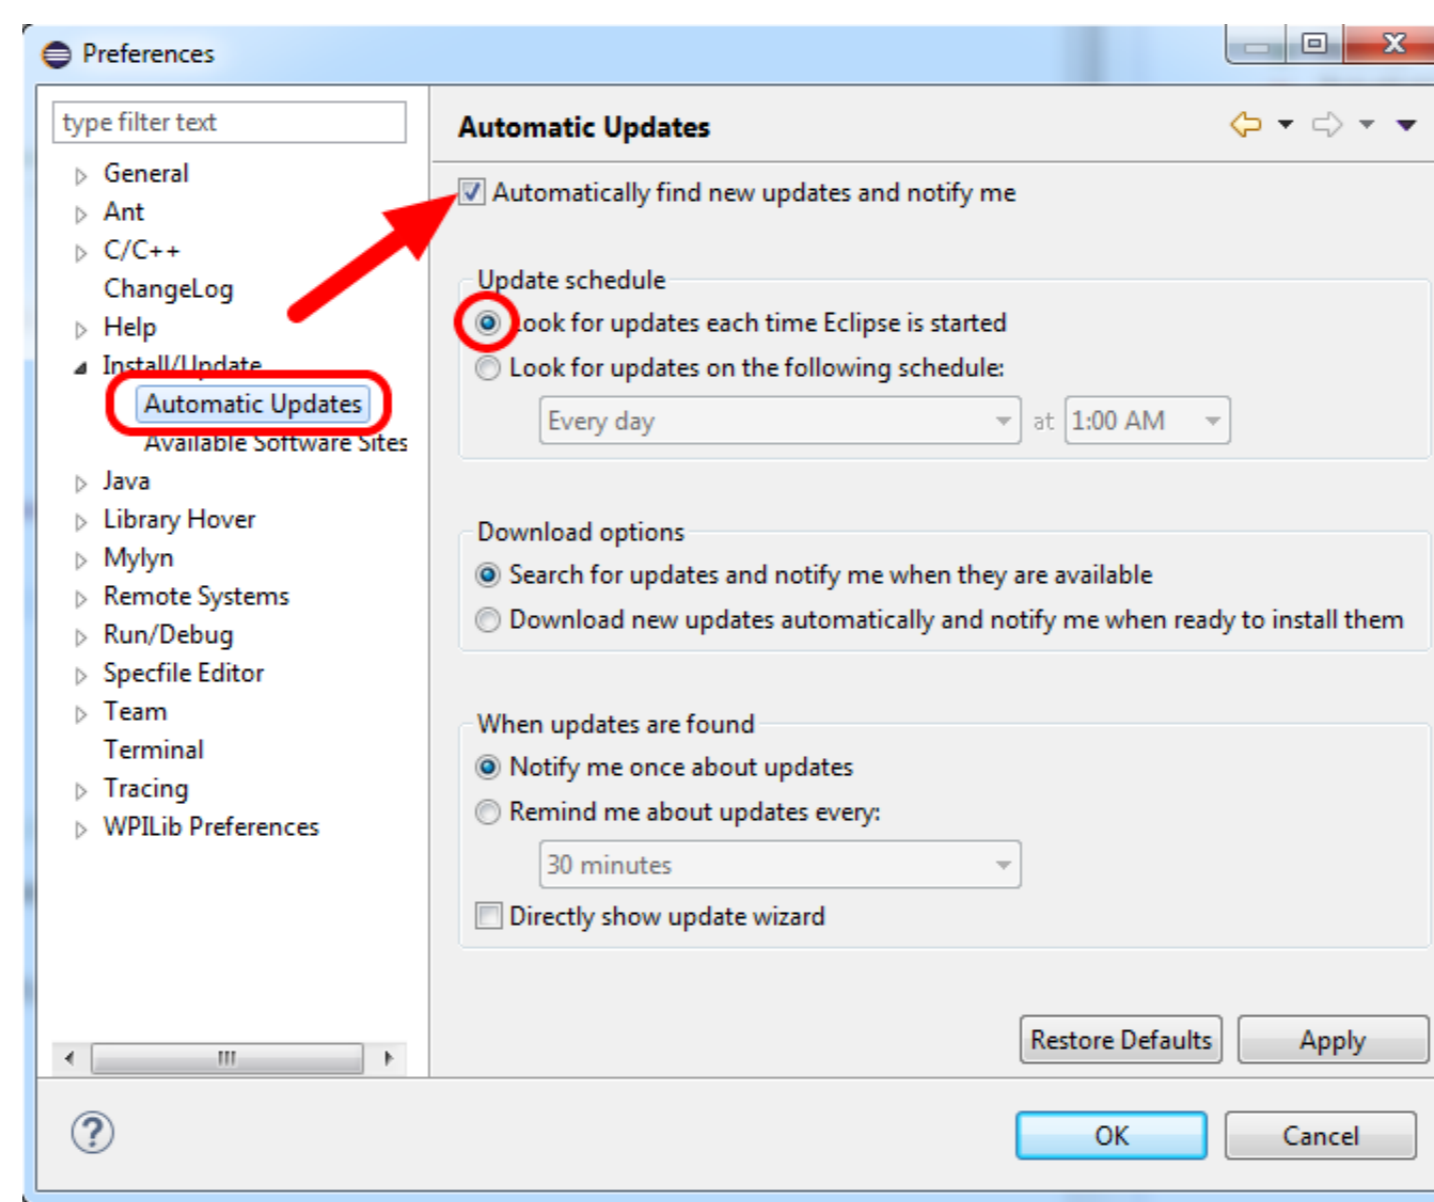 Preferences
type filter text
General
Ant
C/C++
ChangeLog
Help
Install/Update
Automatic Updates
Available Software Sites
Java
Library Hover
Mylyn
Remote Systems
Run/Debug
Specfile Editor
Team
Terminal
Tracing
WPILib Preferences
Automatic Updates
Automatically find new updates and notify me
Update schedule
Look for updates each time Eclipse is started
Look for updates on the following schedule:
Every day at 1:00 AM
Download options
Search for updates and notify me when they are available
Download new updates automatically and notify me when ready to install them
When updates are found
Notify me once about updates
Remind me about updates every:
30 minutes
Directly show update wizard
Restore Defaults Apply
? OK Cancel